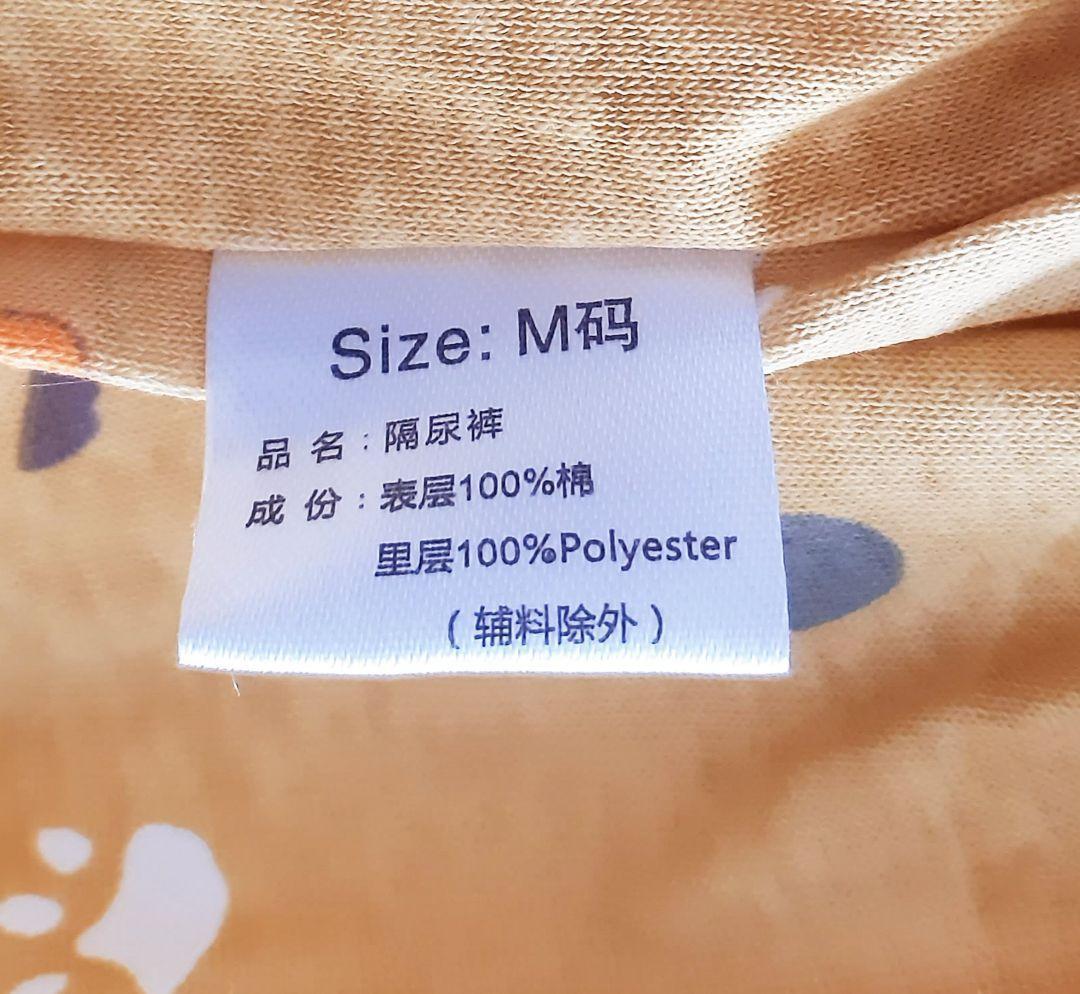 Size: M码
品 名：隔尿裤
成 份：表层100%棉
里层100%Polyester
（辅料除外）